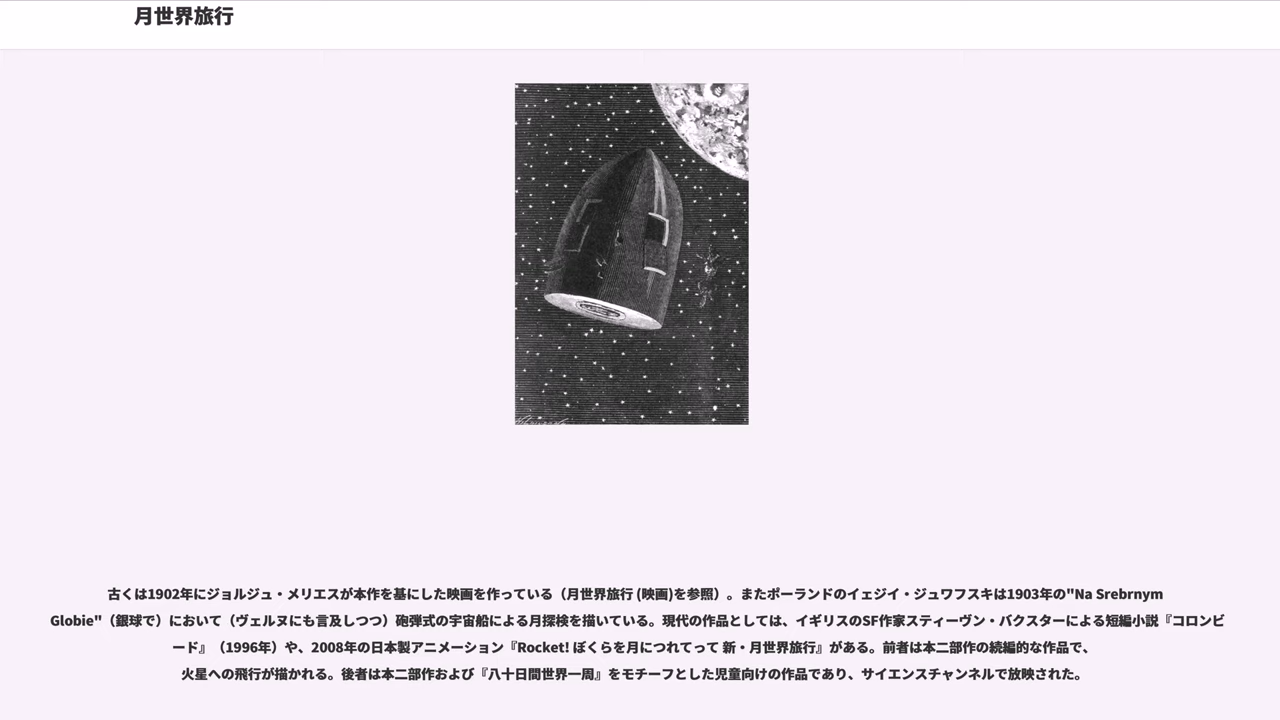 月世界旅行
古くは1902年にジョルジュ・メリエスが本作を基にした映画を作っている（月世界旅行 (映画)を参照）。またポーランドのイェジイ・ジュワフスキは1903年の"Na Srebrnym
Globie"（銀球で）において（ヴェルヌにも言及しつつ）砲弾式の宇宙船による月探検を描いている。現代の作品としては、イギリスのSF作家スティーヴン・バクスターによる短編小説『コロンビ
ード』（1996年）や、2008年の日本製アニメーション『Rocket! ぼくらを月につれてって 新・月世界旅行』がある。前者は本二部作の続編的な作品で、
火星への飛行が描かれる。後者は本二部作および『八十日間世界一周』をモチーフとした児童向けの作品であり、サイエンスチャンネルで放映された。